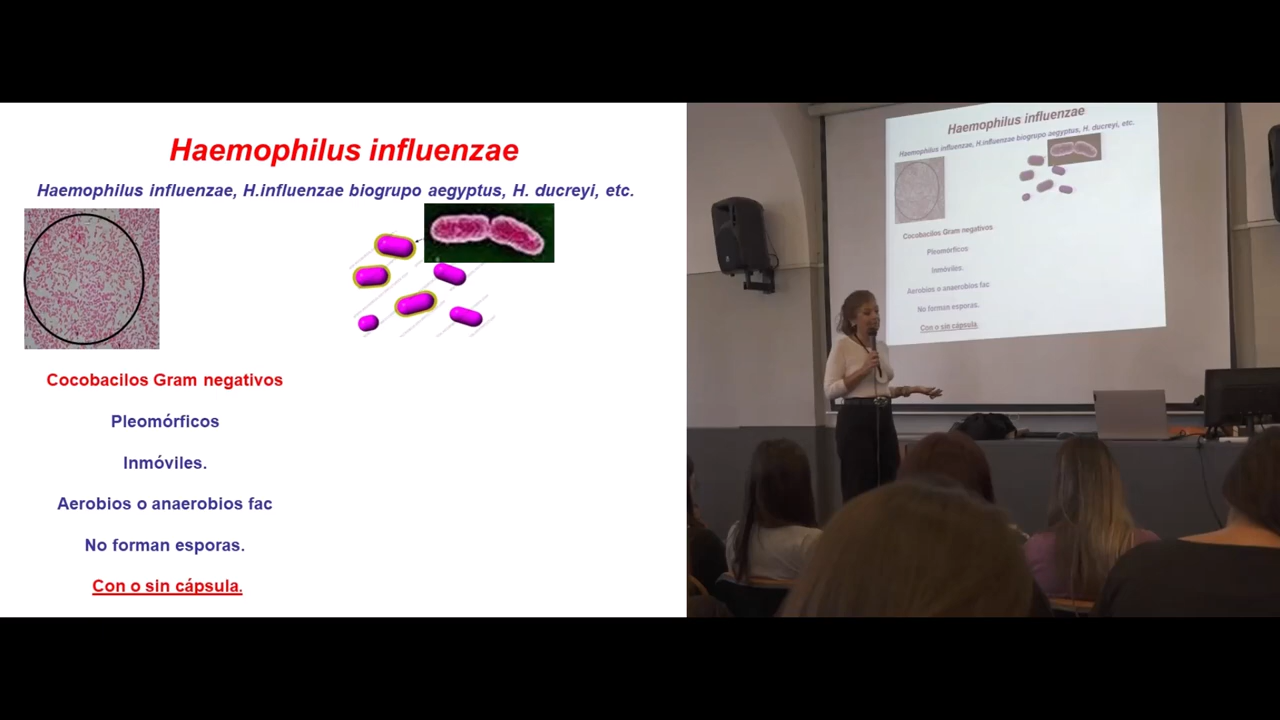 Haemophilus influenzae
Haemophilus influenzae, H.influenzae biogrupo aegyptus, H. ducreyi, etc.
Cocobacilos Gram negativos
Pleomórficos
Inmóviles.
Aerobios o anaerobios fac
No forman esporas.
Con o sin cápsula.
Haemophilus influenzae
Haemophilus influenzae, H.influenzae biogrupo aegyptus, H. ducreyi, etc.
Cocobacilos Gram negativos
Pleomórficos
Inmóviles.
Aerobios o anaerobios fac
No forman esporas.
Con o sin cápsula.